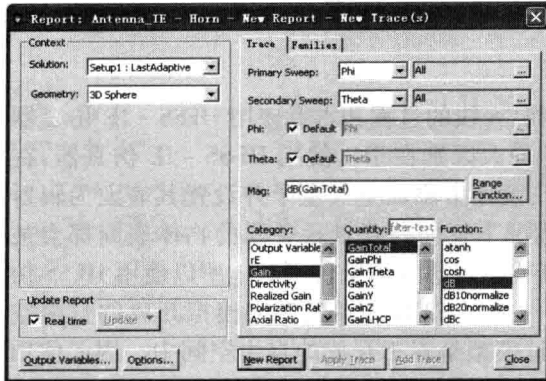 Report: Antenna_IE - Horn - New Report - New Trace(s)
Context
Solution: Setup1 : LastAdaptive
Geometry: 3D Sphere
Update Report
Real time Update
Output Variables... Options...
Trace Families
Primary Sweep: Phi All ...
Secondary Sweep: Theta All ...
Phi: Default Phi ...
Theta: Default Theta ...
Mag: dB(GainTotal) Range Function...
Category: Quantity: filter-text Function:
Output Variable GainTotal atanh
rE GainPhi cos
Gain GainTheta cosh
Directivity GainX dB
Realized Gain GainY dB10normalize
Polarization Rat GainZ dB20normalize
Axial Ratio GainLHCP dBc
New Report Apply Trace Add Trace Close